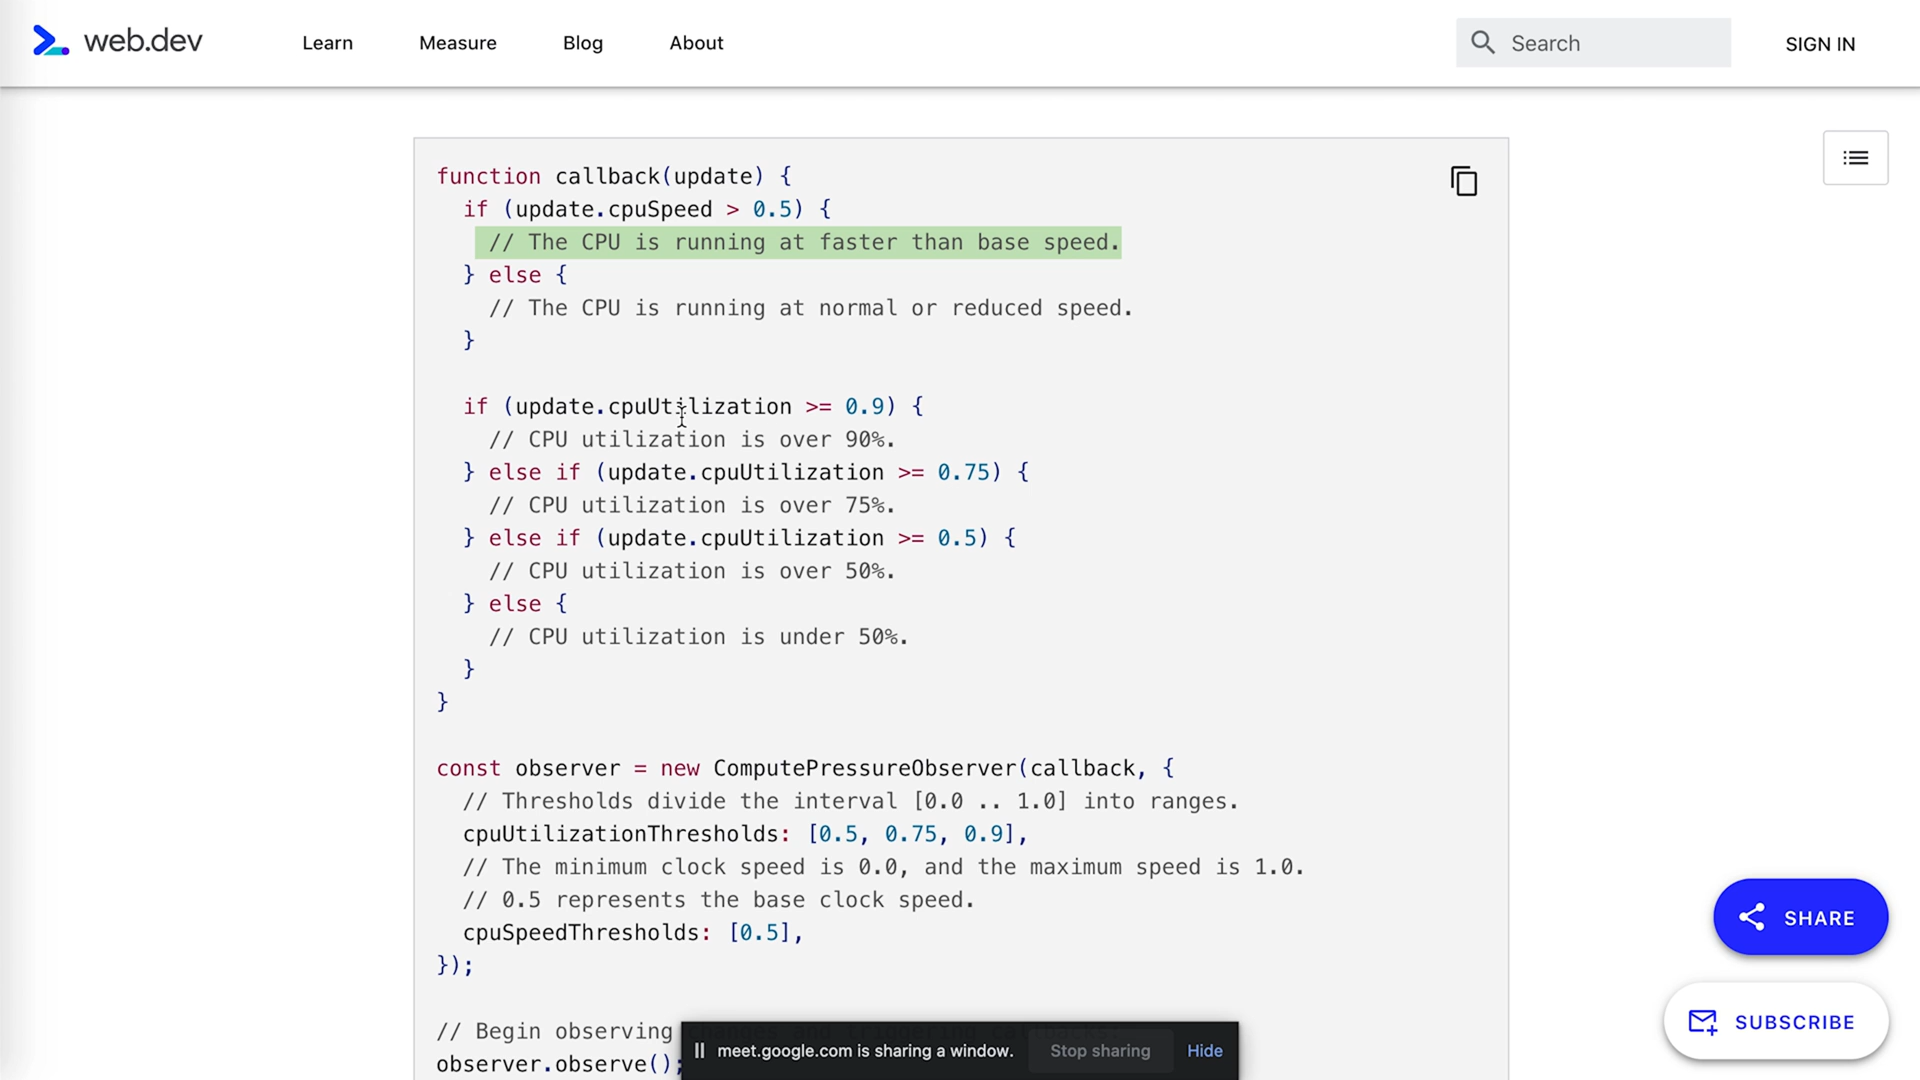 web.dev Learn Measure Blog About Search SIGN IN
function callback(update) {
  if (update.cpuSpeed > 0.5) {
    // The CPU is running at faster than base speed.
  } else {
    // The CPU is running at normal or reduced speed.
  }
  if (update.cpuUtilization >= 0.9) {
    // CPU utilization is over 90%.
  } else if (update.cpuUtilization >= 0.75) {
    // CPU utilization is over 75%.
  } else if (update.cpuUtilization >= 0.5) {
    // CPU utilization is over 50%.
  } else {
    // CPU utilization is under 50%.
  }
}
const observer = new ComputePressureObserver(callback, {
  // Thresholds divide the interval [0.0 .. 1.0] into ranges.
  cpuUtilizationThresholds: [0.5, 0.75, 0.9],
  // The minimum clock speed is 0.0, and the maximum speed is 1.0.
  // 0.5 represents the base clock speed.
  cpuSpeedThresholds: [0.5],
});
// Begin observing
observer.observe();
SHARE
SUBSCRIBE
meet.google.com is sharing a window. Stop sharing Hide